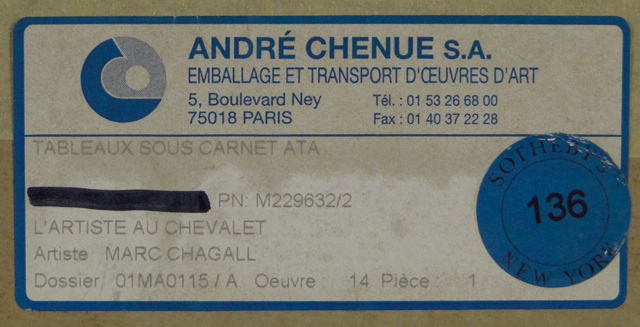 ANDRÉ CHENUE S.A.
EMBALLAGE ET TRANSPORT D'ŒUVRES D'ART
5, Boulevard Ney Tél. : 01 53 26 68 00
75018 PARIS Fax : 01 40 37 22 28
TABLEAUX SOUS CARNET ATA
SOTHEBY'S
136
NEW YORK
PN: M229632/2
L'ARTISTE AU CHEVALET
Artiste MARC CHAGALL
Dossier 01MA0115 / A Oeuvre : 14 Pièce : 1